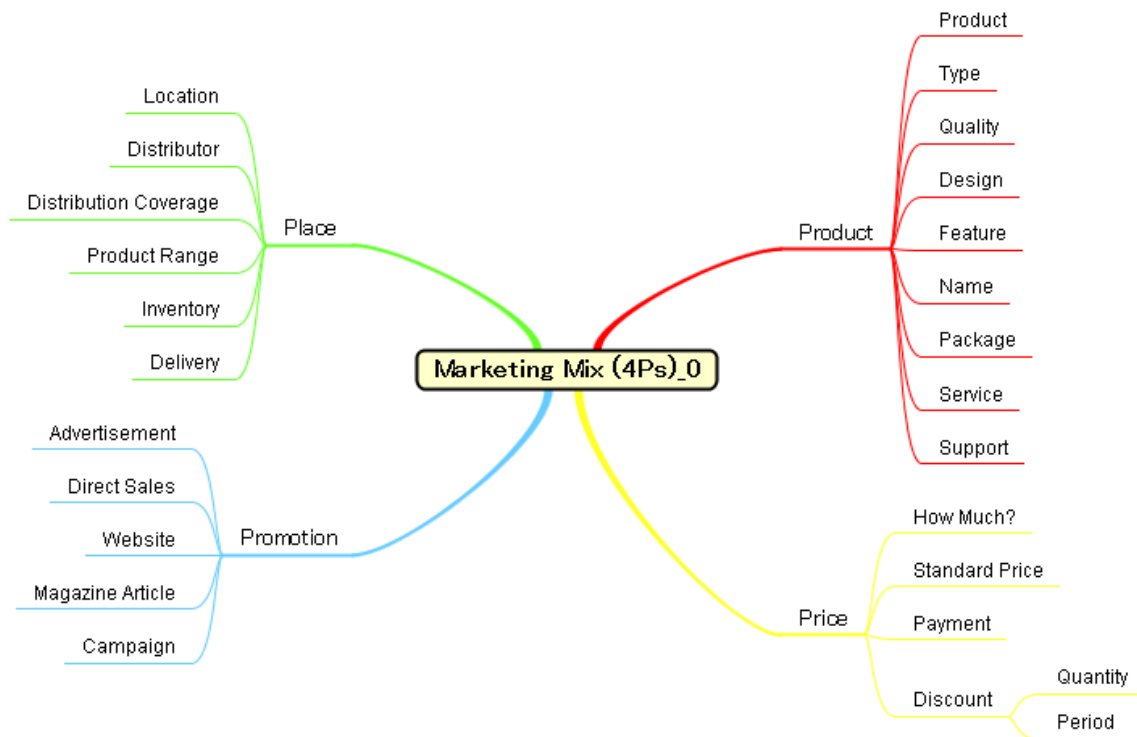 Marketing Mix (4Ps)_0
Product
Product
Type
Quality
Design
Feature
Name
Package
Service
Support
Price
How Much?
Standard Price
Payment
Discount
Quantity
Period
Promotion
Advertisement
Direct Sales
Website
Magazine Article
Campaign
Place
Location
Distributor
Distribution Coverage
Product Range
Inventory
Delivery